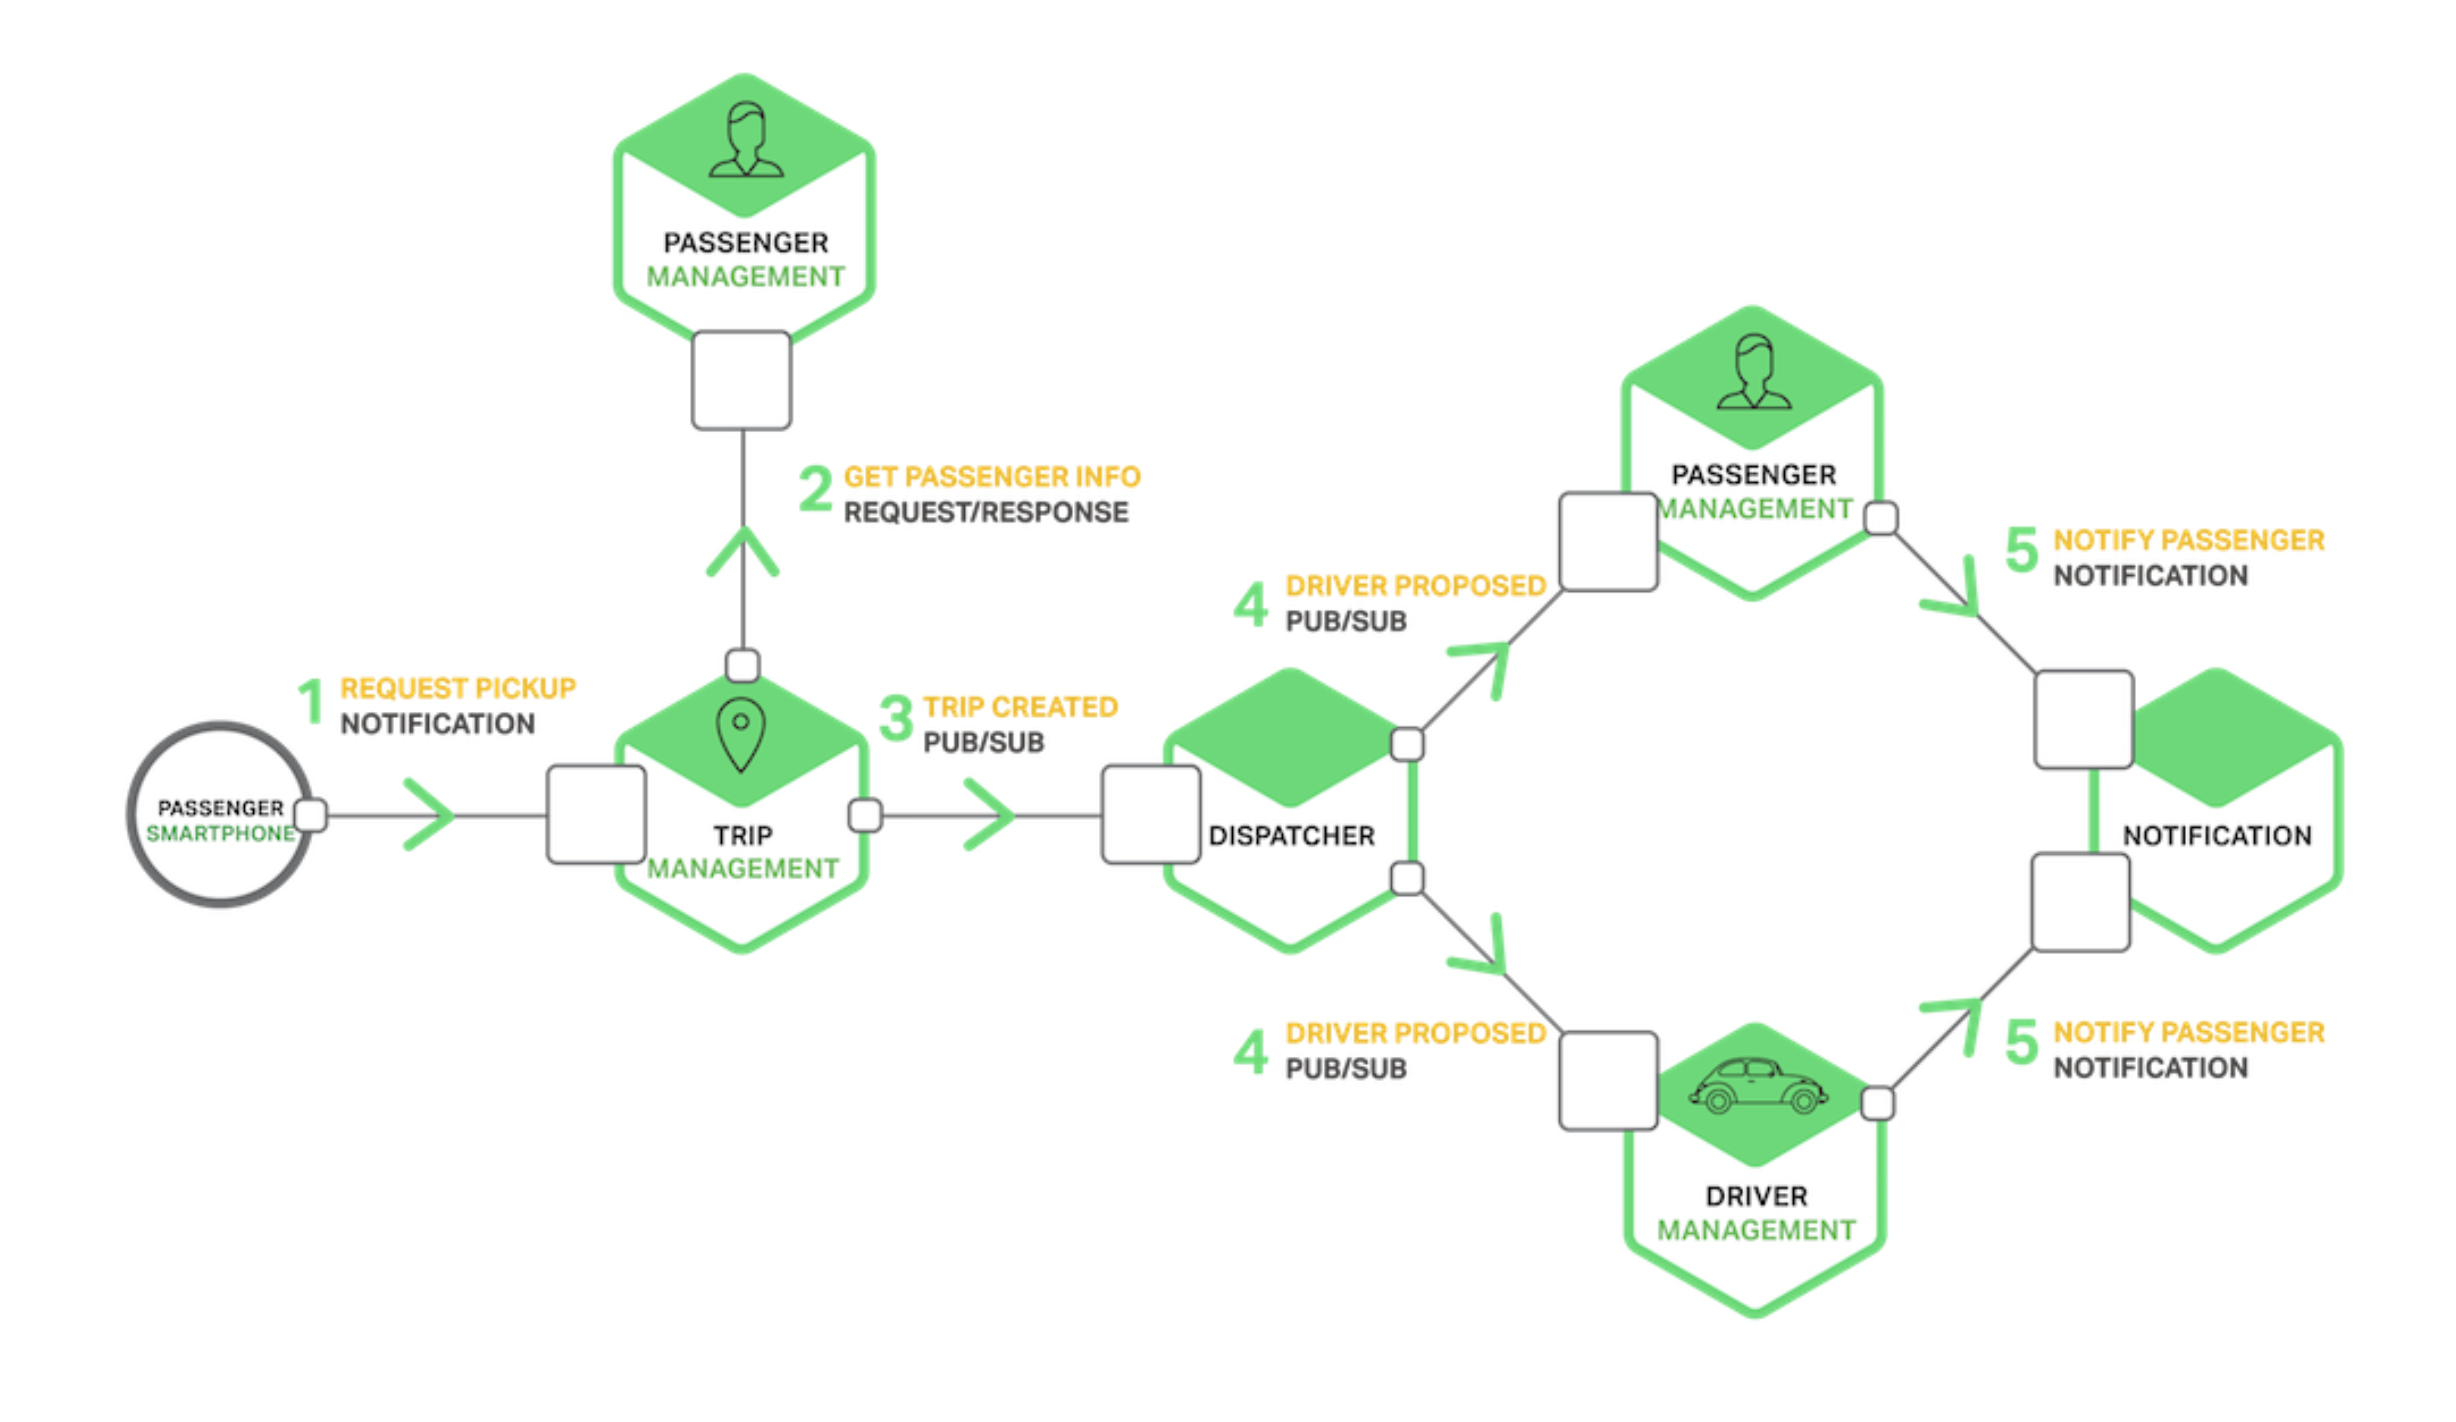 PASSENGER
MANAGEMENT
2 GET PASSENGER INFO
REQUEST/RESPONSE
1 REQUEST PICKUP
NOTIFICATION
PASSENGER
SMARTPHONE
TRIP
MANAGEMENT
3 TRIP CREATED
PUB/SUB
DISPATCHER
4 DRIVER PROPOSED
PUB/SUB
PASSENGER
MANAGEMENT
5 NOTIFY PASSENGER
NOTIFICATION
NOTIFICATION
4 DRIVER PROPOSED
PUB/SUB
DRIVER
MANAGEMENT
5 NOTIFY PASSENGER
NOTIFICATION